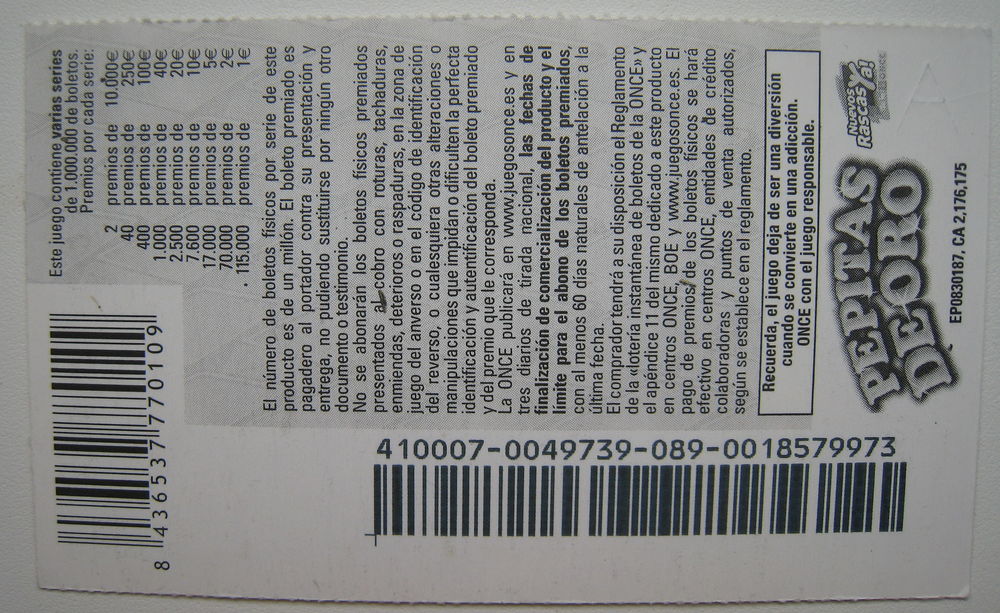 Este juego contiene varias series
de 1.000.000 de boletos.
Premios por cada serie:
2 premios de 10.000€
40 premios de 250€
400 premios de 100€
1.000 premios de 40€
2.500 premios de 20€
7.600 premios de 10€
17.000 premios de 5€
70.000 premios de 2€
115.000 premios de 1€
El número de boletos físicos por serie de este
producto es de un millón. El boleto premiado es
pagadero al portador contra su presentación y
entrega, no pudiendo sustituirse por ningún otro
documento o testimonio.
No se abonarán los boletos físicos premiados
presentados al cobro con roturas, tachaduras,
enmiendas, deterioros o raspaduras, en la zona de
juego del anverso o en el código de identificación
del reverso, o cualesquiera otras alteraciones o
manipulaciones que impidan o dificulten la perfecta
identificación y autentificación del boleto premiado
y del premio que le corresponda.
La ONCE publicará en www.juegosonce.es y en
tres diarios de tirada nacional, las fechas de
finalización de comercialización del producto y el
límite para el abono de los boletos premiados,
con al menos 60 días naturales de antelación a la
última fecha.
El comprador tendrá a su disposición el Reglamento
de la «lotería instantánea de boletos de la ONCE» y
el apéndice 11 del mismo dedicado a este producto
en centros ONCE, BOE y www.juegosonce.es. El
pago de premios de los boletos físicos se hará
efectivo en centros ONCE, entidades de crédito
colaboradoras y puntos de venta autorizados,
según se establece en el reglamento.
Recuerda, el juego deja de ser una diversión
cuando se convierte en una adicción.
ONCE con el juego responsable.
Nuevos
Rascas Ya!
PEPITAS
DE ORO
EP0830187, CA 2,176,175
8 436537 770109
410007-0049739-089-0018579973